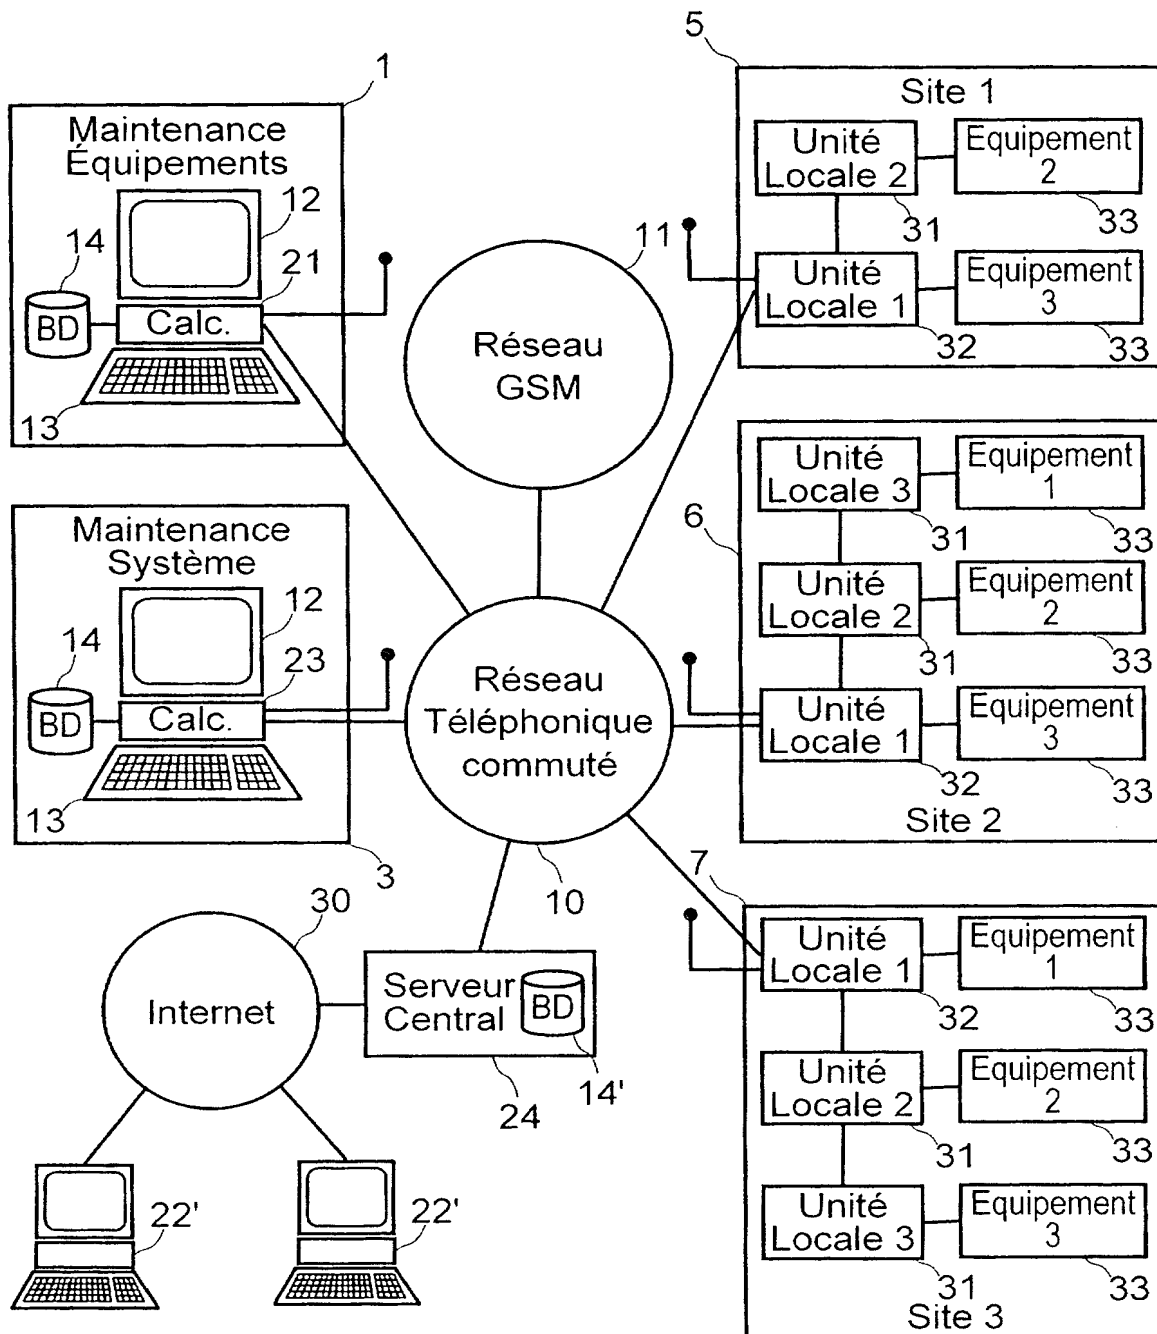 1
Maintenance
Équipements
12
14
21
BD
Calc.
13
11
Réseau
GSM
5
Site 1
Unité
Locale 2
Equipement
2
31
33
Unité
Locale 1
Equipement
3
32
33
Maintenance
Système
12
14
23
BD
Calc.
13
3
Réseau
Téléphonique
commuté
10
6
Unité
Locale 3
Equipement
1
31
33
Unité
Locale 2
Equipement
2
31
33
Unité
Locale 1
Equipement
3
32
33
Site 2
30
Internet
Serveur
Central
BD
24
14'
22'
22'
7
Unité
Locale 1
Equipement
1
32
33
Unité
Locale 2
Equipement
2
31
33
Unité
Locale 3
Equipement
3
31
33
Site 3